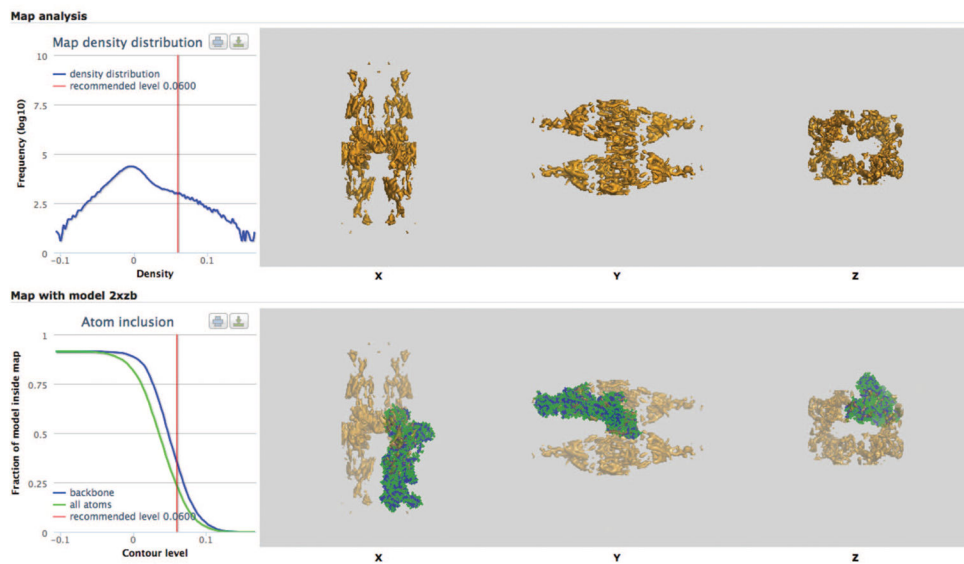 Map analysis
Map density distribution
10
7.5
5
2.5
0
Frequency (log10)
density distribution
recommended level 0.0600
−0.1
0
0.1
Density
X
Y
Z
Map with model 2xzb
Atom inclusion
1
0.75
0.5
0.25
0
Fraction of model inside map
backbone
all atoms
recommended level 0.0600
−0.1
0
0.1
Contour level
X
Y
Z